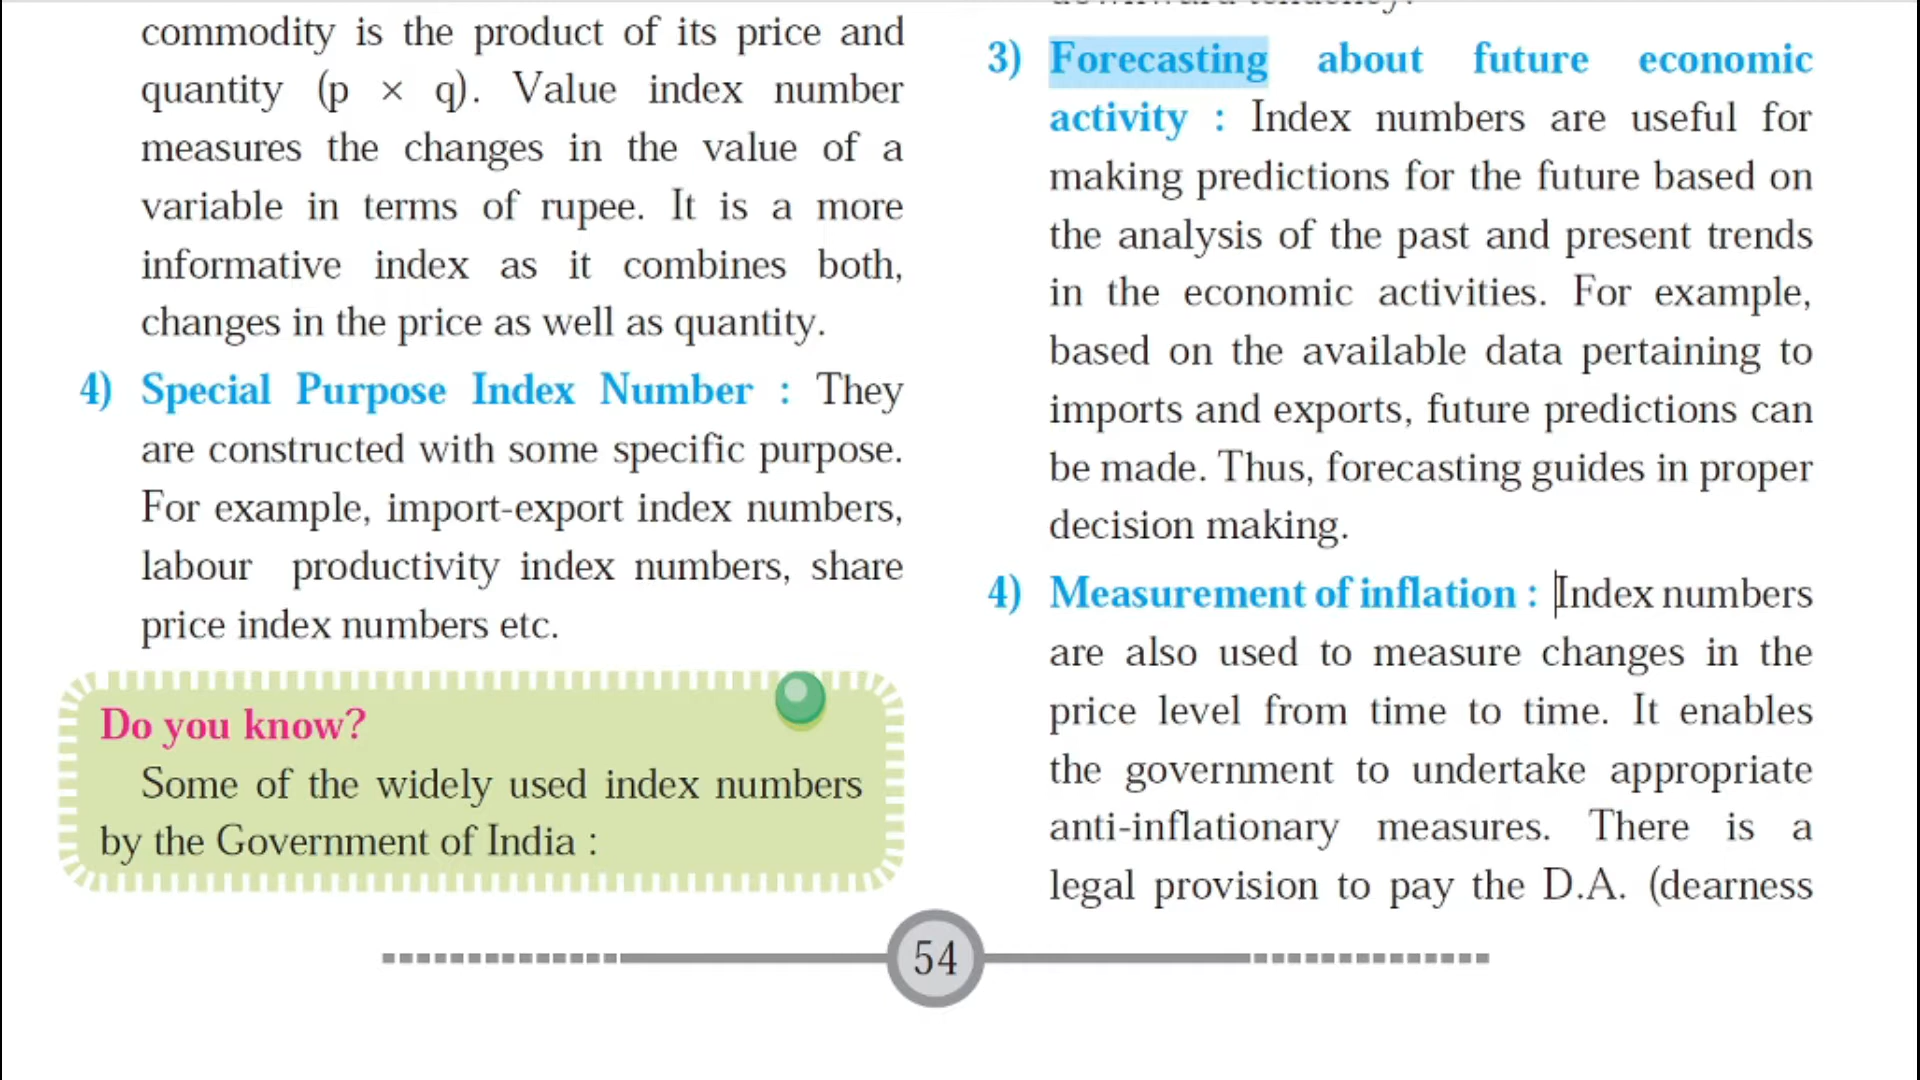 commodity is the product of its price and
quantity (p × q). Value index number
measures the changes in the value of a
variable in terms of rupee. It is a more
informative index as it combines both,
changes in the price as well as quantity.
4) Special Purpose Index Number : They
are constructed with some specific purpose.
For example, import-export index numbers,
labour productivity index numbers, share
price index numbers etc.
Do you know?
Some of the widely used index numbers
by the Government of India :
3) Forecasting about future economic
activity : Index numbers are useful for
making predictions for the future based on
the analysis of the past and present trends
in the economic activities. For example,
based on the available data pertaining to
imports and exports, future predictions can
be made. Thus, forecasting guides in proper
decision making.
4) Measurement of inflation : Index numbers
are also used to measure changes in the
price level from time to time. It enables
the government to undertake appropriate
anti-inflationary measures. There is a
legal provision to pay the D.A. (dearness
54